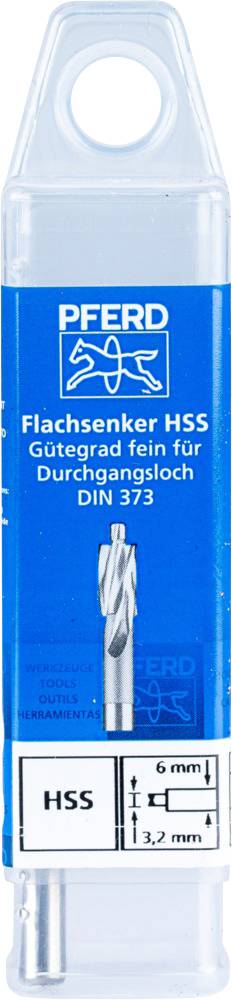 PFERD
Flachsenker HSS
Gütegrad fein für
Durchgangsloch
DIN 373
WERKZEUGE
TOOLS
OUTILS
HERRAMIENTAS
PFERD
HSS
6 mm
3,2 mm